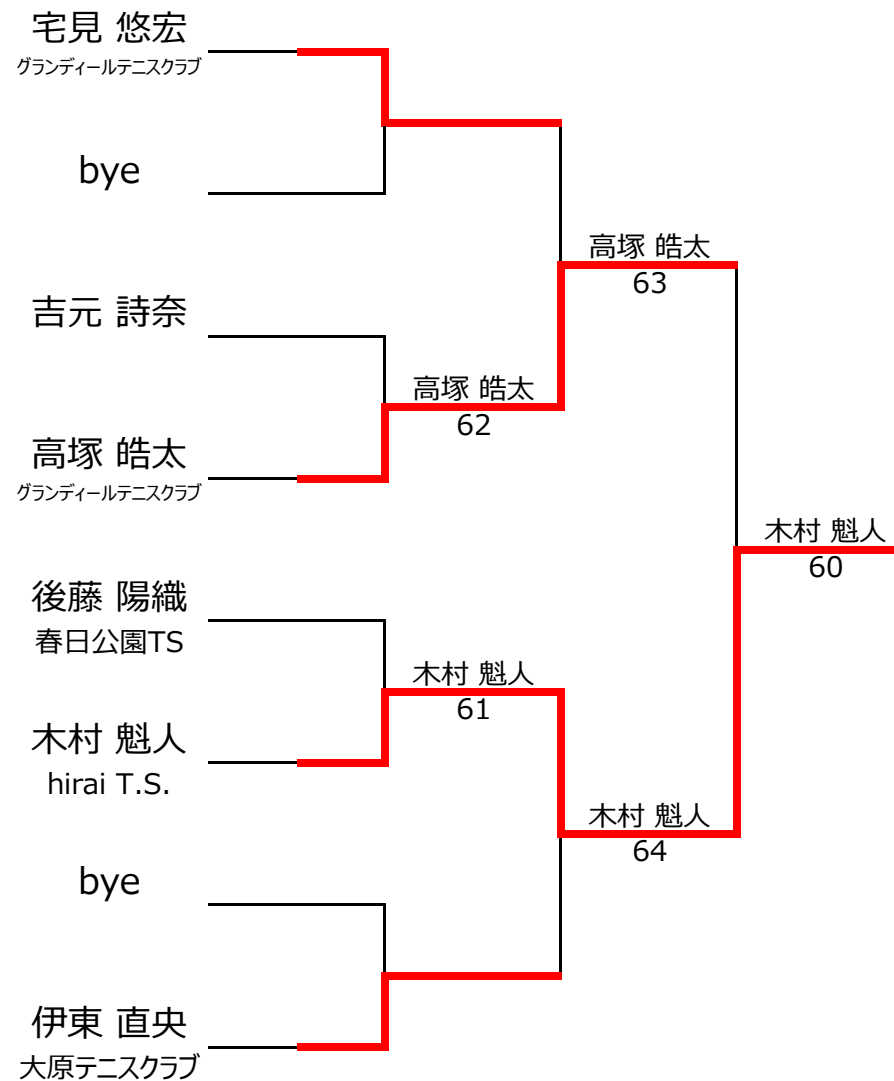 宅見 悠宏
グランディールテニスクラブ
bye
吉元 詩奈
高塚 皓太
グランディールテニスクラブ
後藤 陽織
春日公園TS
木村 魁人
hirai T.S.
bye
伊東 直央
大原テニスクラブ
高塚 皓太
62
木村 魁人
61
高塚 皓太
63
木村 魁人
64
木村 魁人
60